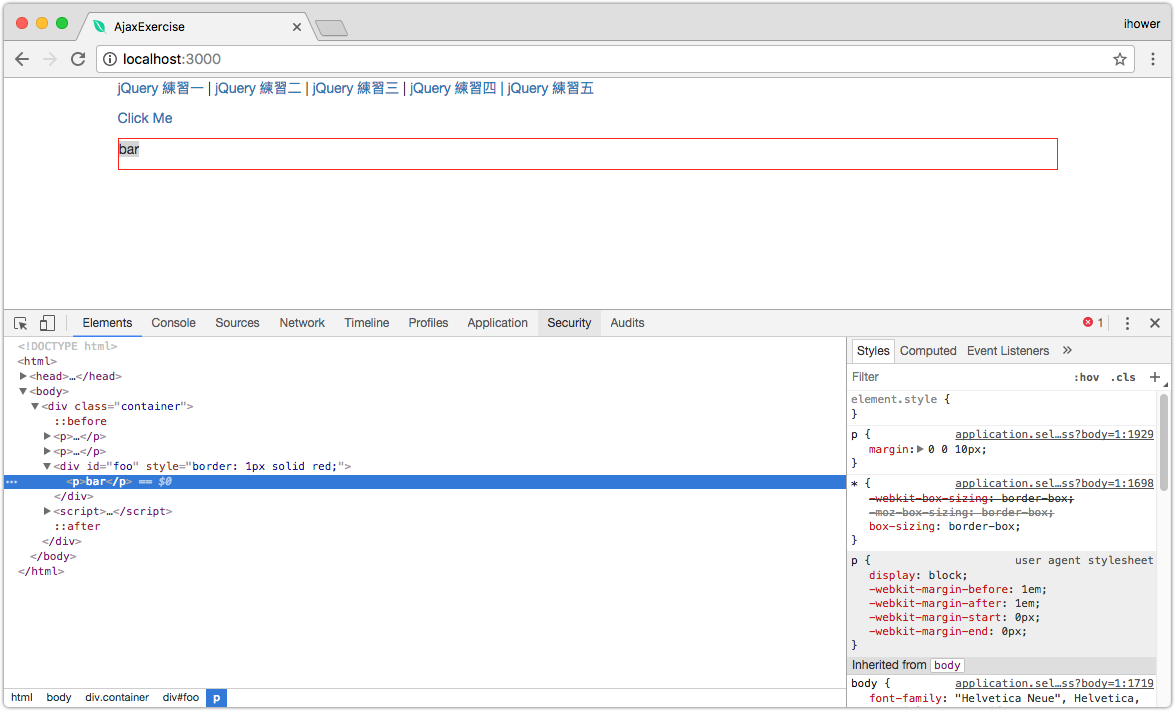 AjaxExercise
ihower
localhost:3000
jQuery 練習一 | jQuery 練習二 | jQuery 練習三 | jQuery 練習四 | jQuery 練習五
Click Me
bar
Elements Console Sources Network Timeline Profiles Application Security Audits 1
<!DOCTYPE html>
<html>
<head>…</head>
<body>
<div class="container">
::before
<p>…</p>
<p>…</p>
<div id="foo" style="border: 1px solid red;">
<p>bar</p> == $0
</div>
<script>…</script>
::after
</div>
</body>
</html>
html body div.container div#foo p
Styles Computed Event Listeners »
Filter :hov .cls +
element.style {
}
p { application.sel…ss?body=1:1929
margin: 0 0 10px;
}
* { application.sel…ss?body=1:1698
-webkit-box-sizing: border-box;
-moz-box-sizing: border-box;
box-sizing: border-box;
}
p { user agent stylesheet
display: block;
-webkit-margin-before: 1em;
-webkit-margin-after: 1em;
-webkit-margin-start: 0px;
-webkit-margin-end: 0px;
}
Inherited from body
body { application.sel…ss?body=1:1719
font-family: "Helvetica Neue", Helvetica,